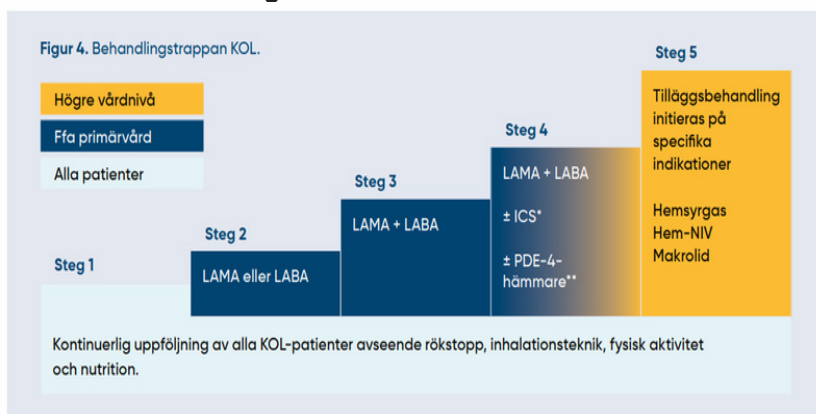 Figur 4. Behandlingstrappan KOL.
Högre vårdnivå
Ffa primärvård
Alla patienter
Steg 1
Steg 2
LAMA eller LABA
Steg 3
LAMA + LABA
Steg 4
LAMA + LABA
± ICS*
± PDE-4-
hämmare**
Steg 5
Tilläggsbehandling
initieras på
specifika
indikationer
Hemsyrgas
Hem-NIV
Makrolid
Kontinuerlig uppföljning av alla KOL-patienter avseende rökstopp, inhalationsteknik, fysisk aktivitet
och nutrition.